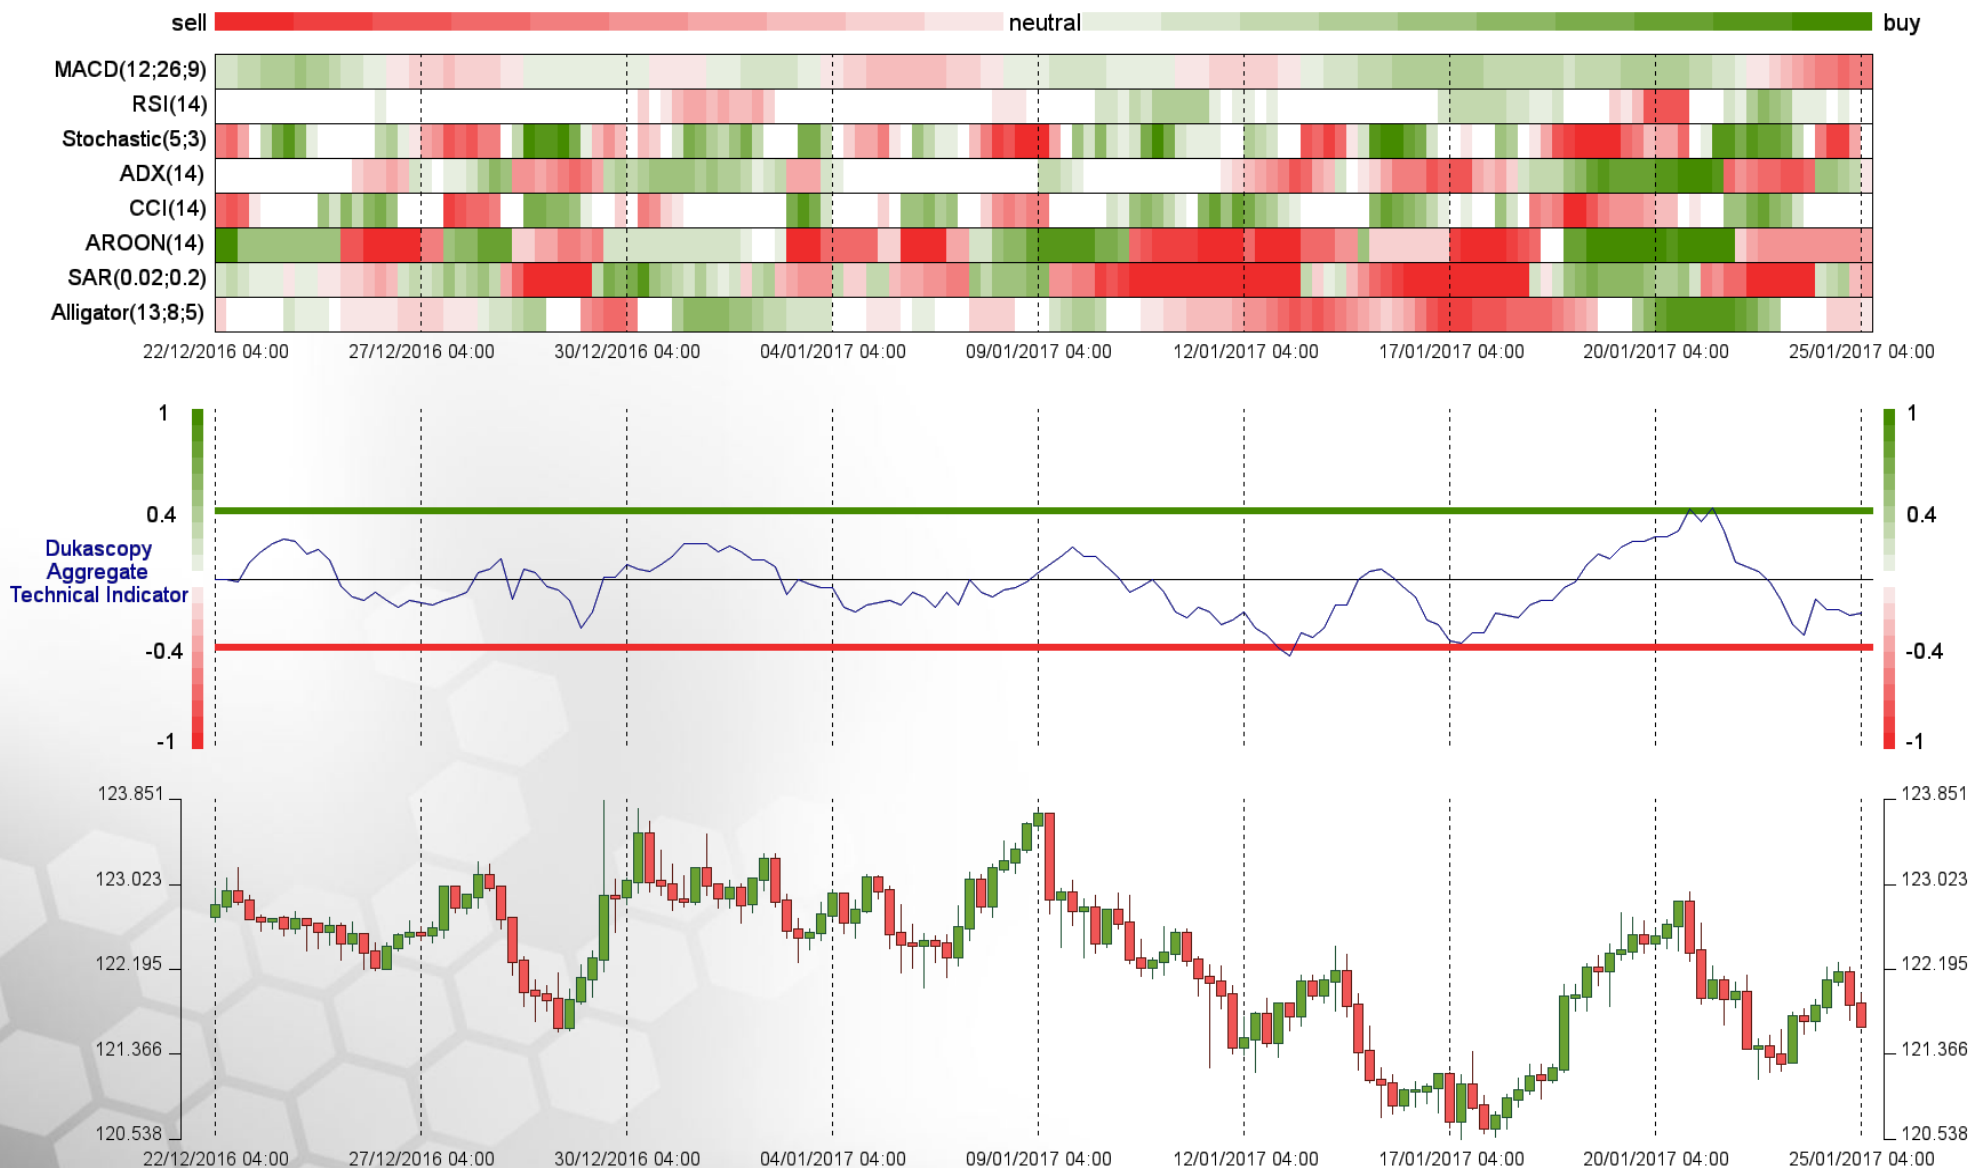 sell neutral buy
MACD(12;26;9)
RSI(14)
Stochastic(5;3)
ADX(14)
CCI(14)
AROON(14)
SAR(0.02;0.2)
Alligator(13;8;5)
22/12/2016 04:00 27/12/2016 04:00 30/12/2016 04:00 04/01/2017 04:00 09/01/2017 04:00 12/01/2017 04:00 17/01/2017 04:00 20/01/2017 04:00 25/01/2017 04:00
1 1
0.4 0.4
Dukascopy
Aggregate
Technical Indicator
-0.4 -0.4
-1 -1
123.851 123.851
123.023 123.023
122.195 122.195
121.366 121.366
120.538 120.538
22/12/2016 04:00 27/12/2016 04:00 30/12/2016 04:00 04/01/2017 04:00 09/01/2017 04:00 12/01/2017 04:00 17/01/2017 04:00 20/01/2017 04:00 25/01/2017 04:00